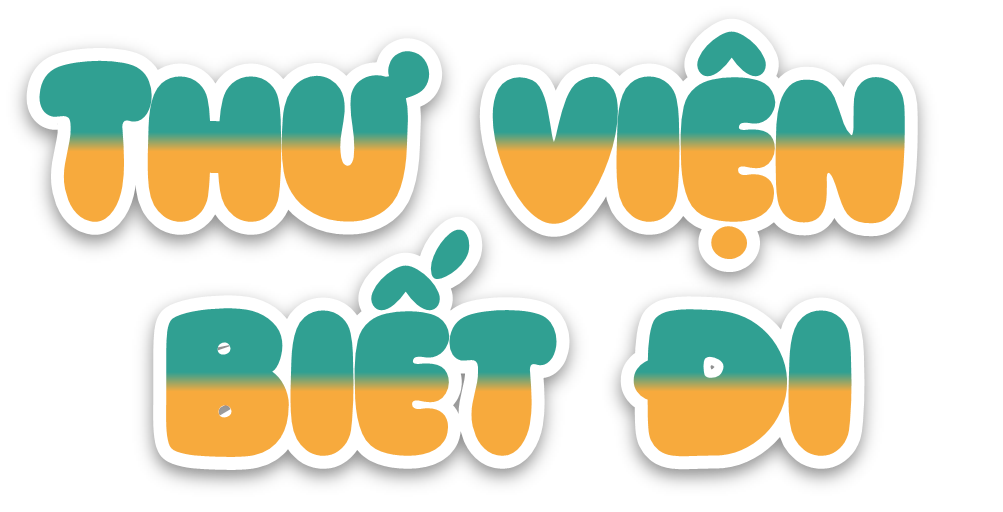 THƯ VIỆN
BIẾT ĐI